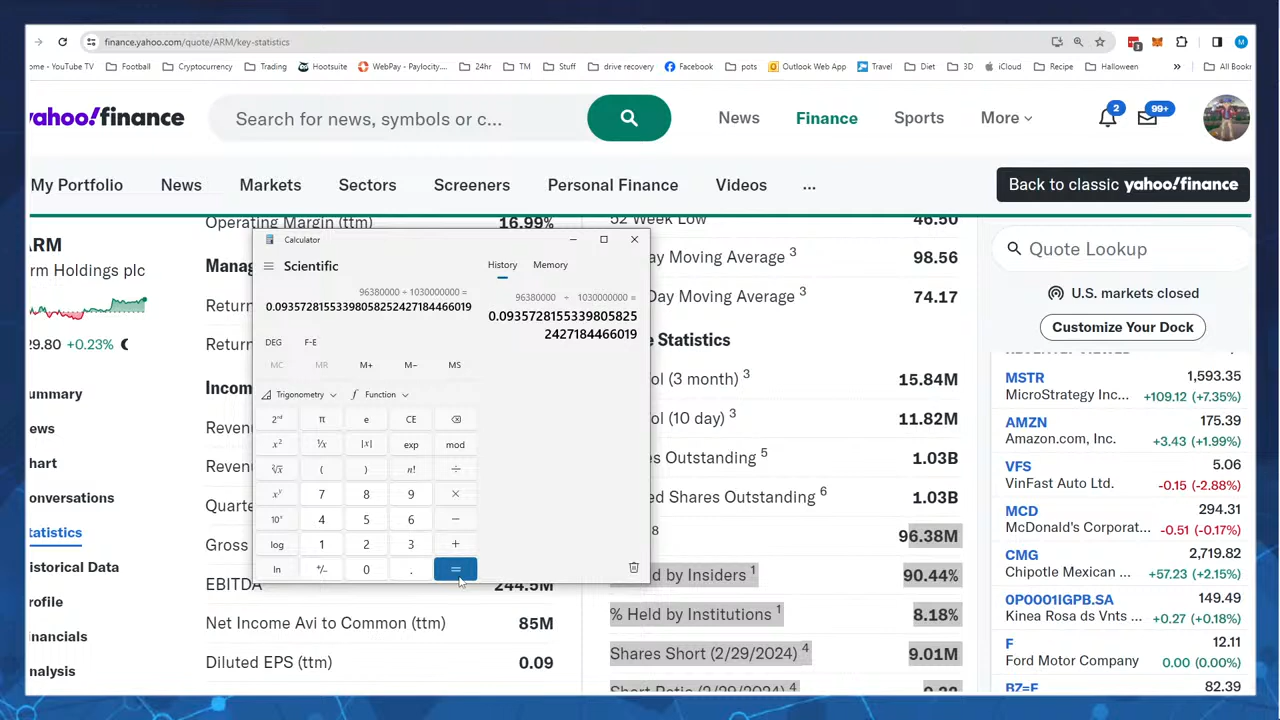 finance.yahoo.com/quote/ARM/key-statistics
ome - YouTube TV Football Cryptocurrency Trading Hootsuite WebPay - Paylocity.... 24hr TM Stuff drive recovery Facebook pots Outlook Web App Travel Diet 3D iCloud Recipe Halloween » All Book
yahoo!finance
Search for news, symbols or c...
News Finance Sports More
2
99+
My Portfolio News Markets Sectors Screeners Personal Finance Videos ...
Back to classic yahoo!finance
ARM
rm Holdings plc
29.80 +0.23%
ummary
ews
hart
onversations
tatistics
istorical Data
rofile
nancials
nalysis
Operating Margin (ttm) 16.99%
Manag
Return
Return
Incom
Revenu
Revenu
Quarte
Gross
EBITDA 244.5M
Net Income Avi to Common (ttm) 85M
Diluted EPS (ttm) 0.09
Calculator
Scientific
96380000 ÷ 1030000000 =
0.09357281553398058252427184466019
DEG F-E
MC MR M+ M− MS
Trigonometry Function
2ⁿᵈ π e CE
x² ¹/x |x| exp mod
( ) n! ÷
xʸ 7 8 9 ×
10ˣ 4 5 6 −
log 1 2 3 +
ln +/− 0 . =
History Memory
96380000 ÷ 1030000000 =
0.0935728155339805825
2427184466019
52 Week Low 46.50
ay Moving Average 3 98.56
Day Moving Average 3 74.17
e Statistics
ol (3 month) 3 15.84M
ol (10 day) 3 11.82M
es Outstanding 5 1.03B
ed Shares Outstanding 6 1.03B
8 96.38M
d by Insiders 1 90.44%
% Held by Institutions 1 8.18%
Shares Short (2/29/2024) 4 9.01M
Short Ratio (2/29/2024) 4
Quote Lookup
U.S. markets closed
Customize Your Dock
RECENTLY VIEWED
MSTR 1,593.35
MicroStrategy Inc... +109.12 (+7.35%)
AMZN 175.39
Amazon.com, Inc. +3.43 (+1.99%)
VFS 5.06
VinFast Auto Ltd. -0.15 (-2.88%)
MCD 294.31
McDonald's Corporat... -0.51 (-0.17%)
CMG 2,719.82
Chipotle Mexican ... +57.23 (+2.15%)
0P0001IGPB.SA 149.49
Kinea Rosa ds Vnts ... +0.27 (+0.18%)
F 12.11
Ford Motor Company 0.00 (0.00%)
BZ=F 82.39